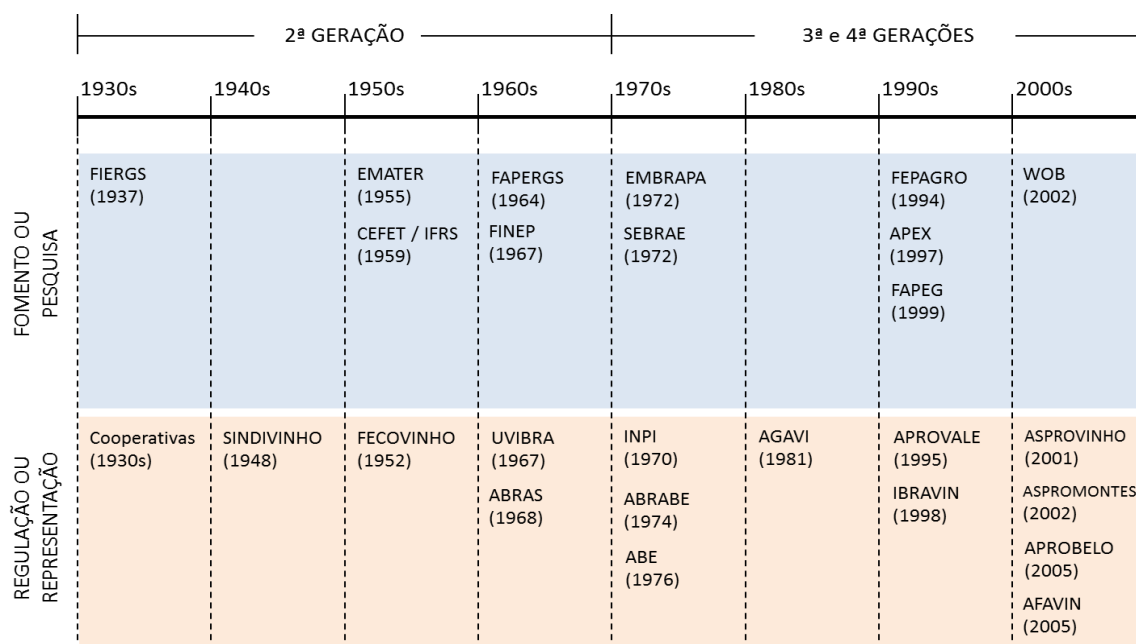 2ª GERAÇÃO
3ª e 4ª GERAÇÕES
1930s
1940s
1950s
1960s
1970s
1980s
1990s
2000s
FOMENTO OU
PESQUISA
FIERGS
(1937)
EMATER
(1955)
CEFET / IFRS
(1959)
FAPERGS
(1964)
FINEP
(1967)
EMBRAPA
(1972)
SEBRAE
(1972)
FEPAGRO
(1994)
APEX
(1997)
FAPEG
(1999)
WOB
(2002)
REGULAÇÃO OU
REPRESENTAÇÃO
Cooperativas
(1930s)
SINDIVINHO
(1948)
FECOVINHO
(1952)
UVIBRA
(1967)
ABRAS
(1968)
INPI
(1970)
ABRABE
(1974)
ABE
(1976)
AGAVI
(1981)
APROVALE
(1995)
IBRAVIN
(1998)
ASPROVINHO
(2001)
ASPROMONTES
(2002)
APROBELO
(2005)
AFAVIN
(2005)